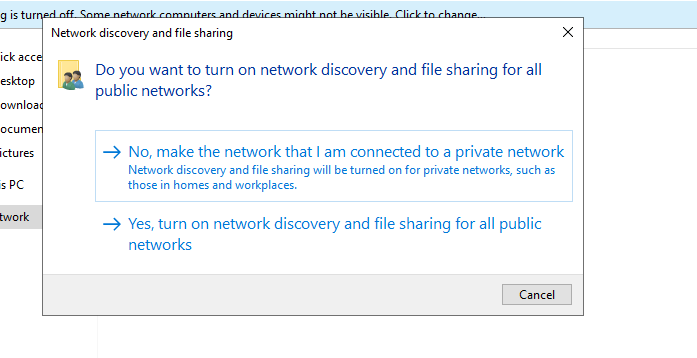 g is turned off. Some network computers and devices might not be visible. Click to change...
Network discovery and file sharing
ick acce
Do you want to turn on network discovery and file sharing for all
esktop
public networks?
ownload
ocumen
No, make the network that I am connected to a private network
ictures
Network discovery and file sharing will be turned on for private networks, such as
is PC
those in homes and workplaces.
twork
Yes, turn on network discovery and file sharing for all public
networks
Cancel